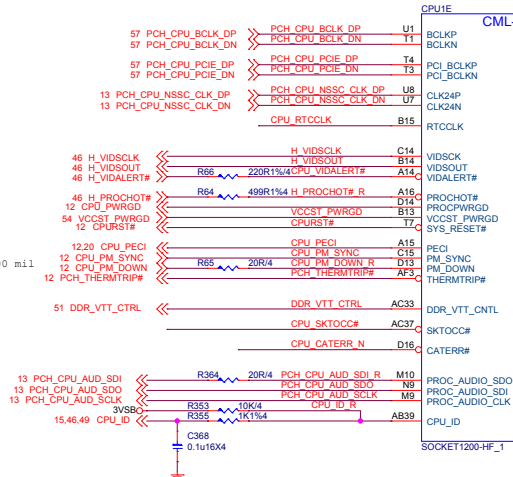 CPU1E
CML-
57 PCH_CPU_BCLK_DP PCH_CPU_BCLK_DP U1 BCLKP
57 PCH_CPU_BCLK_DN PCH_CPU_BCLK_DN T1 BCLKN
57 PCH_CPU_PCIE_DP PCH_CPU_PCIE_DP T4 PCI_BCLKP
57 PCH_CPU_PCIE_DN PCH_CPU_PCIE_DN T3 PCI_BCLKN
13 PCH_CPU_NSSC_CLK_DP PCH_CPU_NSSC_CLK_DP U8 CLK24P
13 PCH_CPU_NSSC_CLK_DN PCH_CPU_NSSC_CLK_DN U7 CLK24N
CPU_RTCCLK B15 RTCCLK
46 H_VIDSCK H_VIDSCK C14 VIDSCK
46 H_VIDSOUT H_VIDSOUT B14 VIDSOUT
46 H_VIDALERT# R66 220R1%/4 CPU_VIDALERT# A14 VIDALERT#
46 H_PROCHOT# R64 499R1%4 H_PROCHOT#_R A16 PROCHOT#
12 CPU_PWRGD D14 PROCPWRGD
54 VCCST_PWRGD VCCST_PWRGD B13 VCCST_PWRGD
12 CPURST# CPURST# T7 SYS_RESET#
12,20 CPU_PECI CPU_PECI A15 PECI
12 CPU_PM_SYNC CPU_PM_SYNC C15 PM_SYNC
0 mil
12 CPU_PM_DOWN R65 20R/4 CPU_PM_DOWN_R D13 PM_DOWN
12 PCH_THERMTRIP# PCH_THERMTRIP# AF3 THERMTRIP#
51 DDR_VTT_CTRL DDR_VTT_CTRL AC33 DDR_VTT_CNTL
CPU_SKTOCC# AC37 SKTOCC#
CPU_CATERR_N D16 CATERR#
13 PCH_CPU_AUD_SDI R364 20R/4 PCH_CPU_AUD_SDI_R M10 PROC_AUDIO_SDO
13 PCH_CPU_AUD_SDO PCH_CPU_AUD_SDO N9 PROC_AUDIO_SDI
13 PCH_CPU_AUD_SCLK PCH_CPU_AUD_SCLK M9 PROC_AUDIO_CLK
3VSB R353 10K/4 CPU_ID_R
15,46,49 CPU_ID R355 1K1%4 AB39 CPU_ID
C368
0.1u16X4
SOCKET1200-HF_1